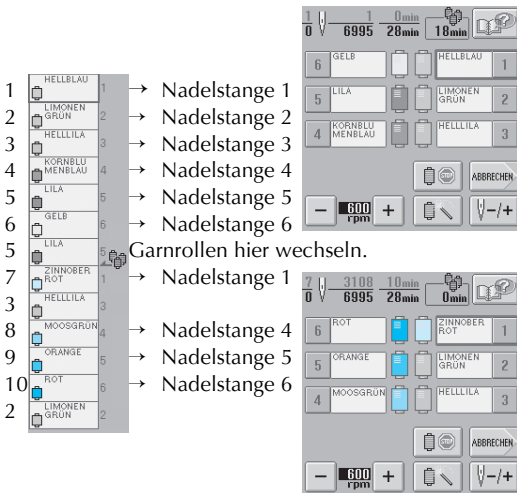 1 HELLBLAU 1 → Nadelstange 1
2 LIMONEN GRÜN 2 → Nadelstange 2
3 HELLLILA 3 → Nadelstange 3
4 KORNBLU MENBLAU 4 → Nadelstange 4
5 LILA 5 → Nadelstange 5
6 GELB 6 → Nadelstange 6
5 LILA 5 Garnrollen hier wechseln.
7 ZINNOBER ROT 1 → Nadelstange 1
3 HELLLILA 3
8 MOOSGRÜN 4 → Nadelstange 4
9 ORANGE 5 → Nadelstange 5
10 ROT 6 → Nadelstange 6
2 LIMONEN GRÜN 2
1 1 0min
0 6995 28min 18min
6 GELB HELLBLAU 1
5 LILA LIMONEN GRÜN 2
4 KORNBLU MENBLAU HELLLILA 3
STOP ABBRECHEN
− 600 rpm + −/+
7 3108 10min
0 6995 28min 0min
6 ROT ZINNOBER ROT 1
5 ORANGE LIMONEN GRÜN 2
4 MOOSGRÜN HELLLILA 3
STOP ABBRECHEN
− 600 rpm + −/+